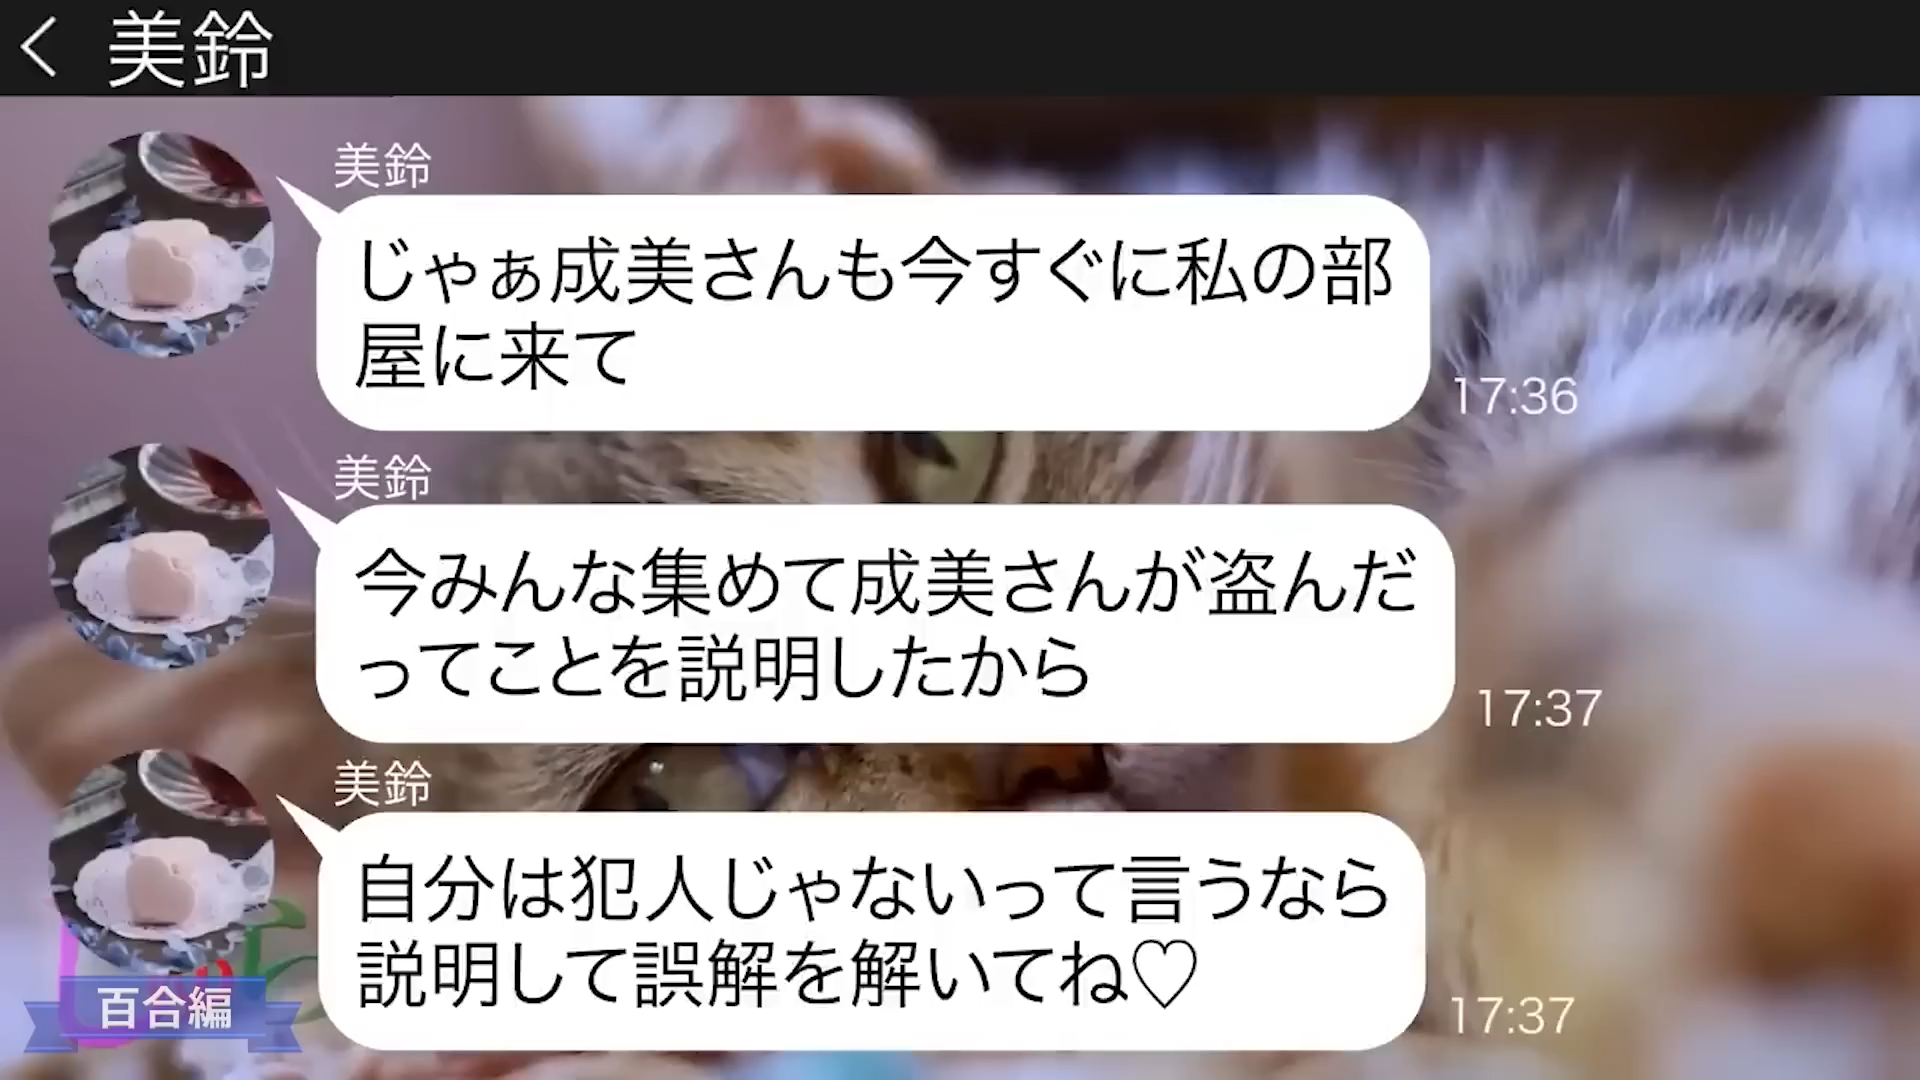 美鈴
美鈴
じゃぁ成美さんも今すぐに私の部
屋に来て
17:36
美鈴
今みんな集めて成美さんが盗んだ
ってことを説明したから
17:37
美鈴
自分は犯人じゃないって言うなら
説明して誤解を解いてね♡
17:37
百合編